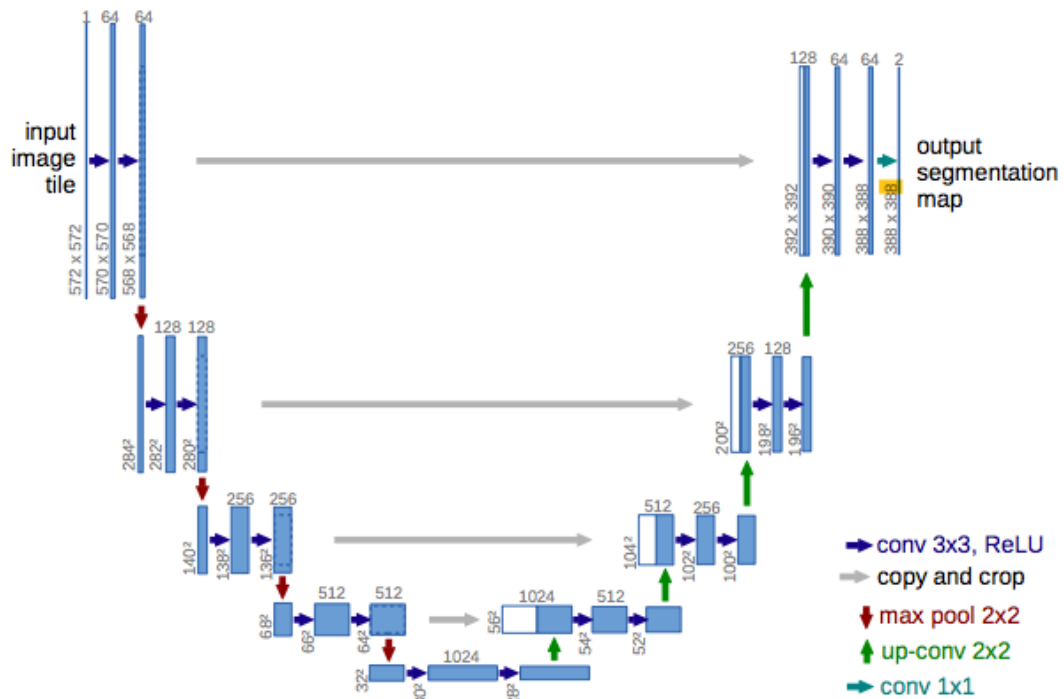 1 64 64
128
64 64 2
input
image
tile
output
segmentation
map
572 x 572
570 x 570
568 x 568
392 x 392
390 x 390
388 x 388
388 x 388
128 128
256 128
284²
282²
280²
200²
198²
196²
256 256
512 256
140²
138²
136²
104²
102²
100²
512 512
1024 512
68²
66²
64²
56²
54²
52²
1024
32²
conv 3x3, ReLU
copy and crop
max pool 2x2
up-conv 2x2
conv 1x1